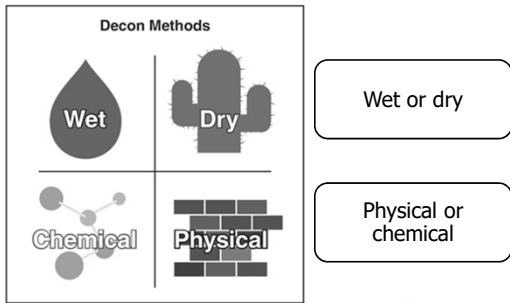 Decon Methods
Wet
Dry
Chemical
Physical
Wet or dry
Physical or
chemical